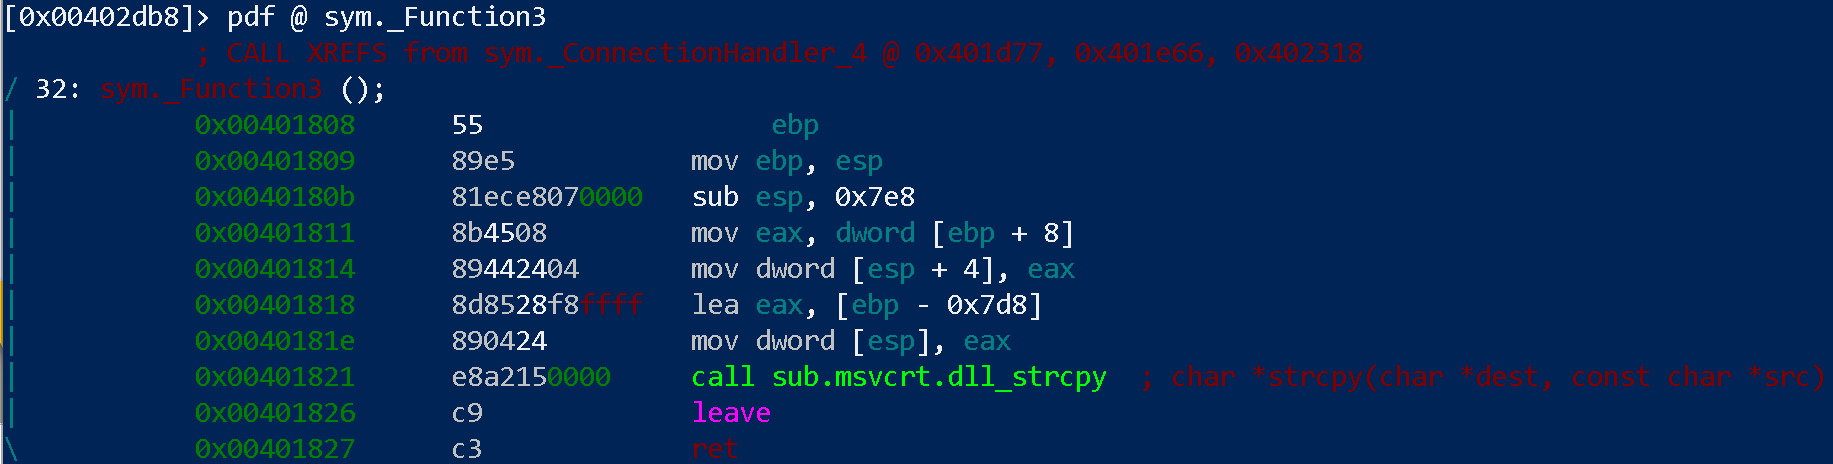 [0x00402db8]> pdf @ sym._Function3
; CALL XREFS from sym._ConnectionHandler_4 @ 0x401d77, 0x401e66, 0x402318
/ 32: sym._Function3 ();
| 0x00401808 55 ebp
| 0x00401809 89e5 mov ebp, esp
| 0x0040180b 81ece8070000 sub esp, 0x7e8
| 0x00401811 8b4508 mov eax, dword [ebp + 8]
| 0x00401814 89442404 mov dword [esp + 4], eax
| 0x00401818 8d8528f8ffff lea eax, [ebp - 0x7d8]
| 0x0040181e 890424 mov dword [esp], eax
| 0x00401821 e8a2150000 call sub.msvcrt.dll_strcpy ; char *strcpy(char *dest, const char *src)
| 0x00401826 c9 leave
\ 0x00401827 c3 ret